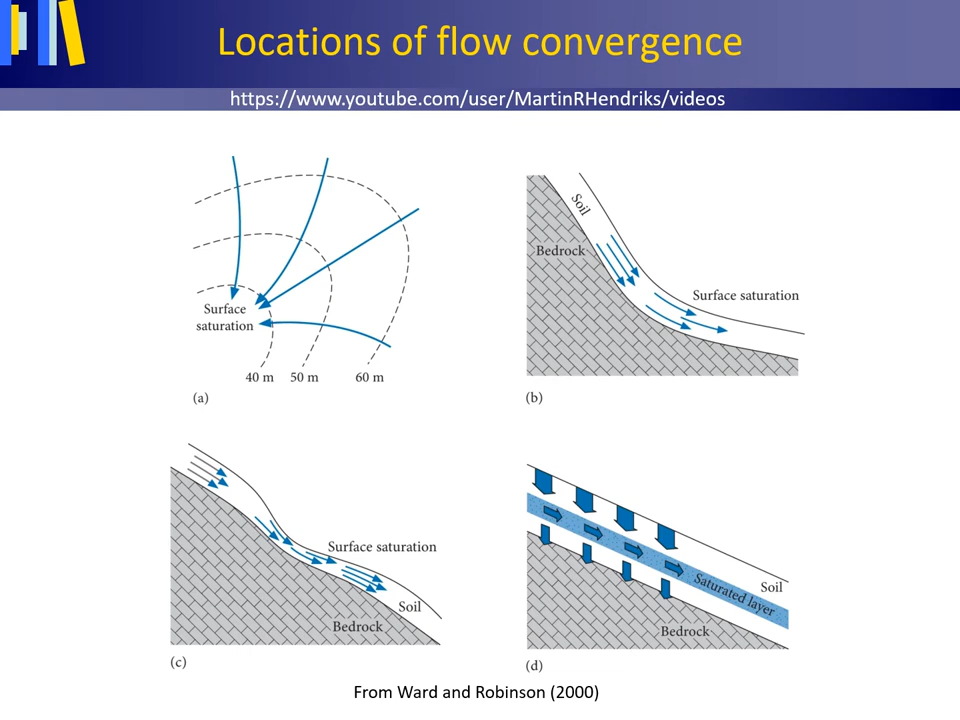 Locations of flow convergence
https://www.youtube.com/user/MartinRHendriks/videos
Surface
saturation
40 m 50 m 60 m
(a)
Soil
Bedrock
Surface saturation
(b)
Surface saturation
Soil
Bedrock
(c)
Saturated layer
Soil
Bedrock
(d)
From Ward and Robinson (2000)